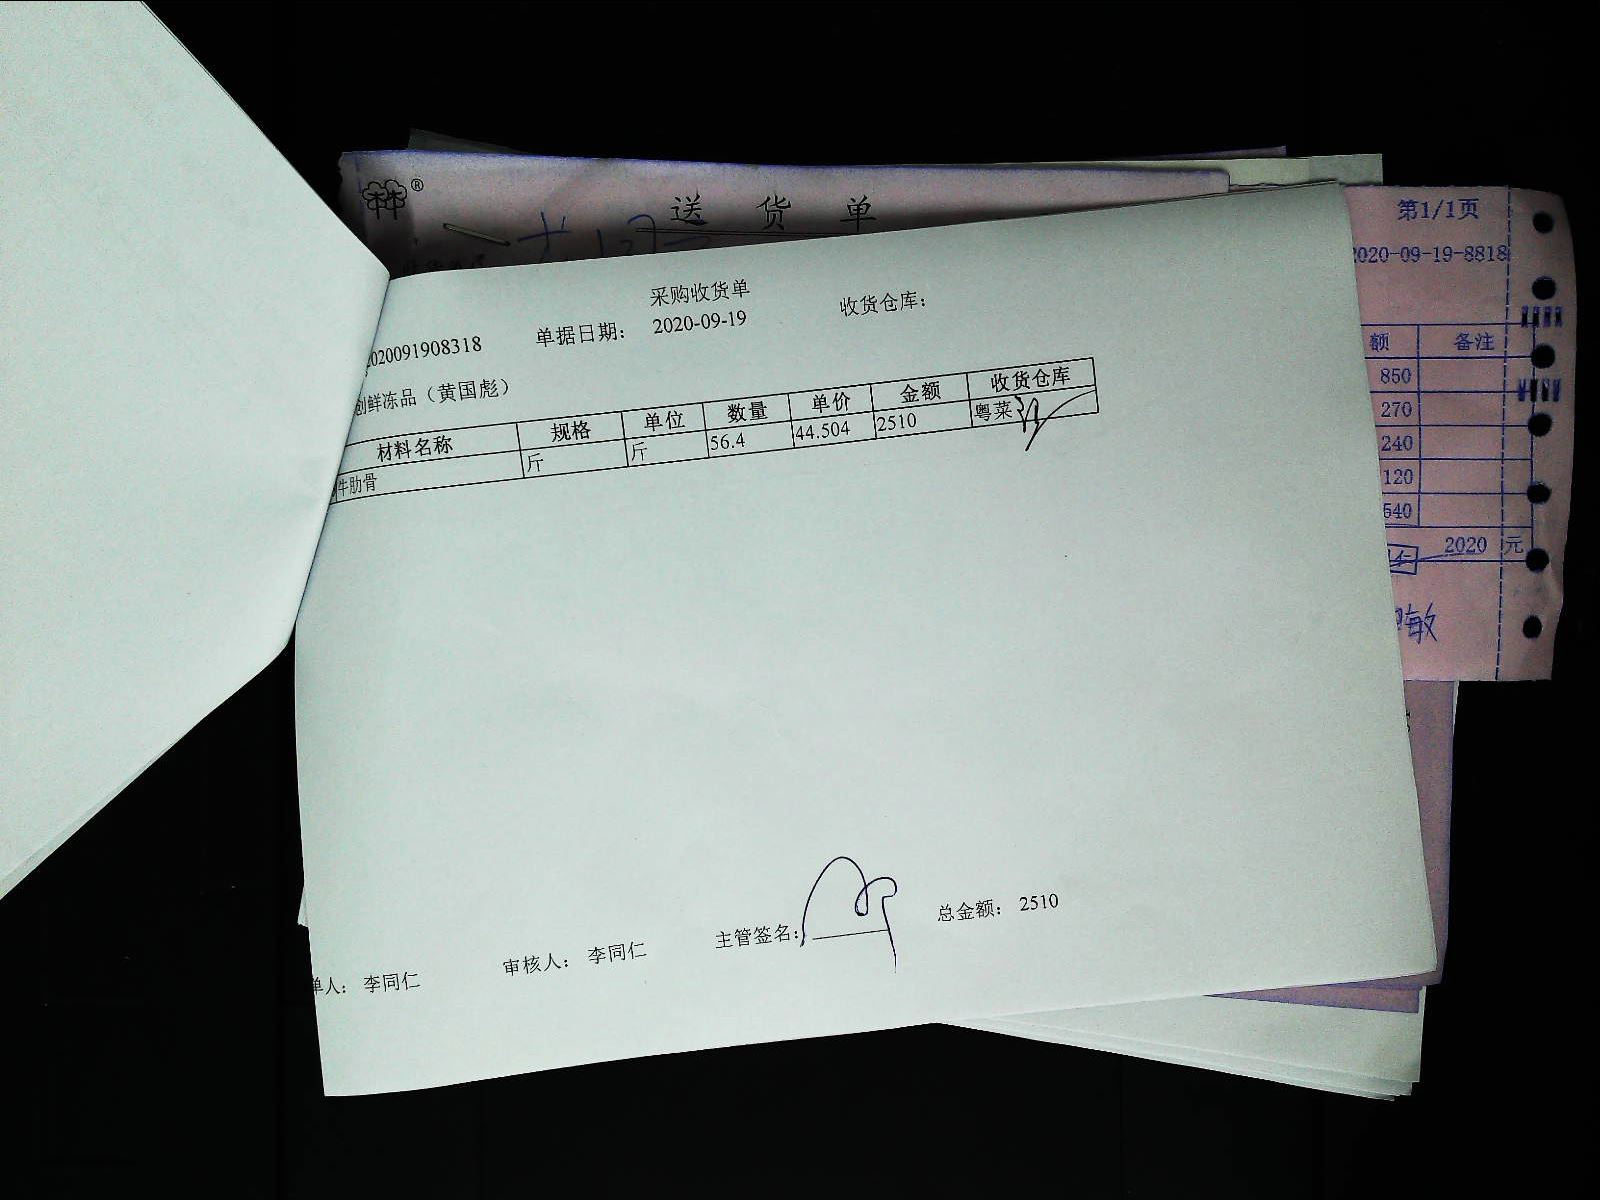 送货单
第1/1页
2020-09-19-8818
采购收货单
2020091908318 单据日期： 2020-09-19 收货仓库：
创鲜冻品（黄国彪）
材料名称 规格 单位 数量 单价 金额 收货仓库
牛肋骨 斤 斤 56.4 44.504 2510 粤菜
额 备注
850
270
240
120
540
2020 元
敏
单人： 李同仁 审核人： 李同仁 主管签名： 总金额： 2510